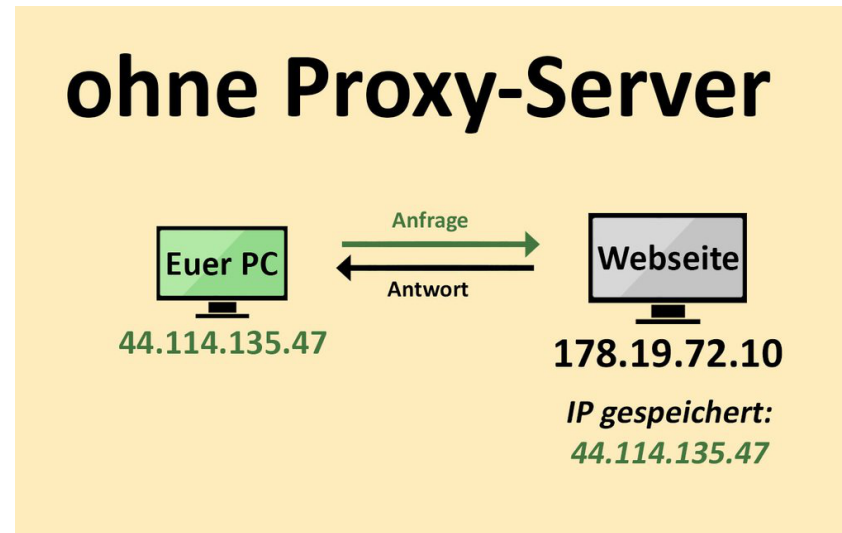 ohne Proxy-Server
Anfrage
Euer PC
Webseite
Antwort
44.114.135.47
178.19.72.10
IP gespeichert:
44.114.135.47